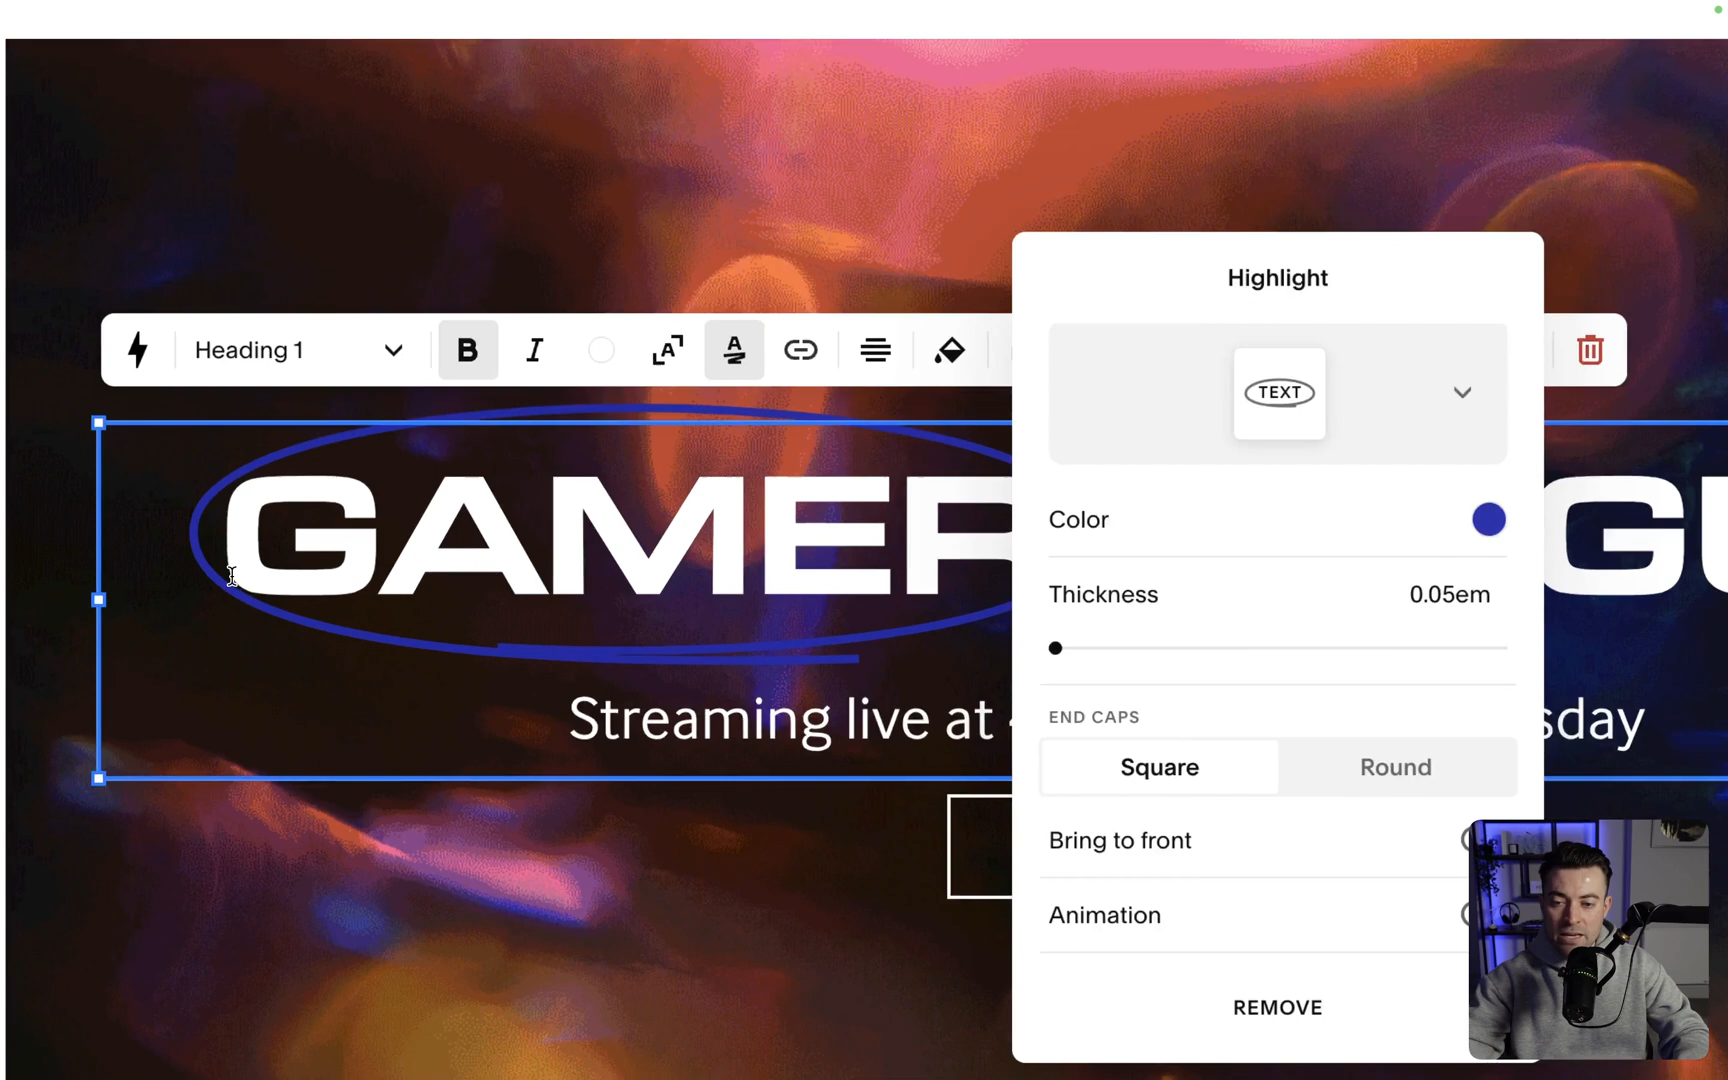 Highlight
TEXT
Heading 1
B I A A
GAMER GU
Color
Thickness 0.05em
Streaming live at sday
END CAPS
Square Round
Bring to front
Animation
REMOVE